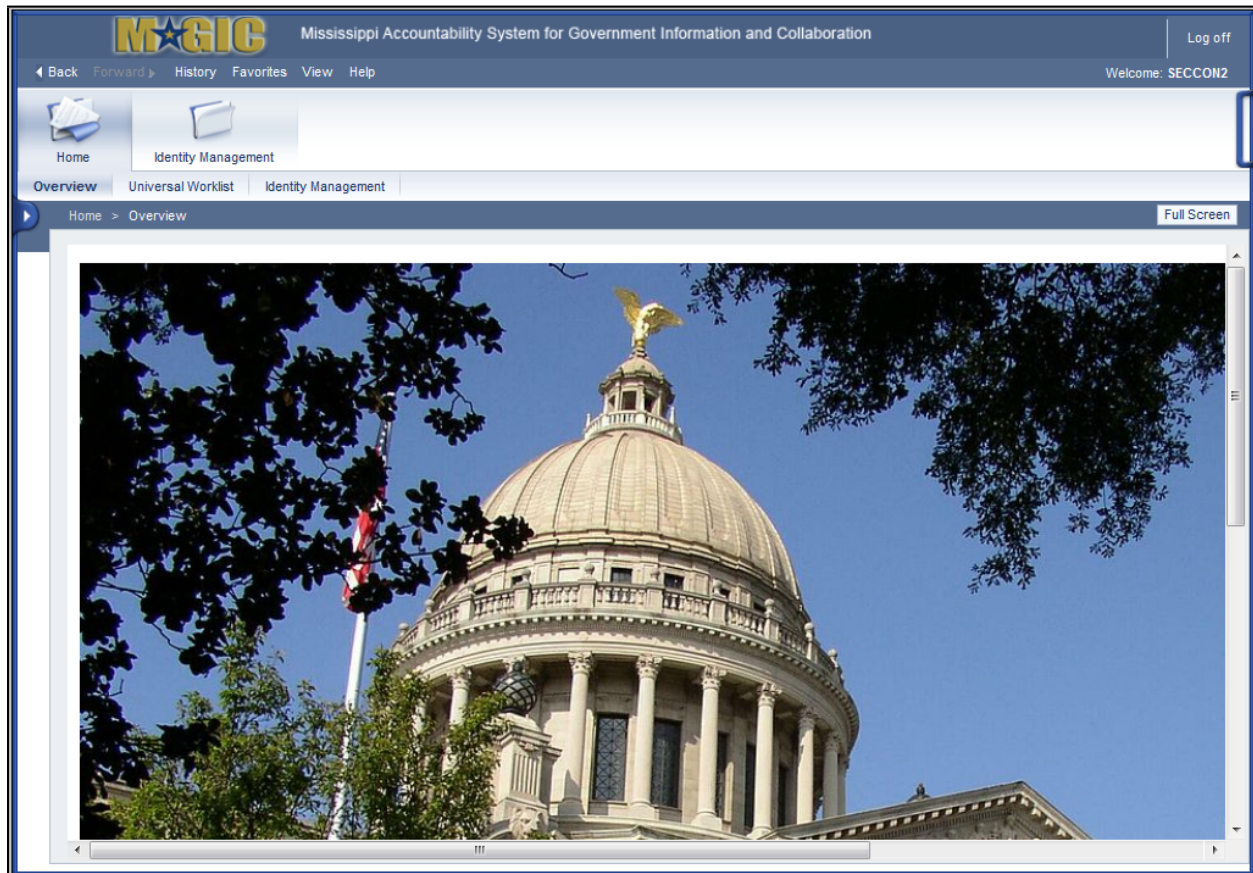 MAGIC Mississippi Accountability System for Government Information and Collaboration Log off
Back Forward History Favorites View Help Welcome: SECCON2
Home Identity Management
Overview Universal Worklist Identity Management
Home > Overview Full Screen